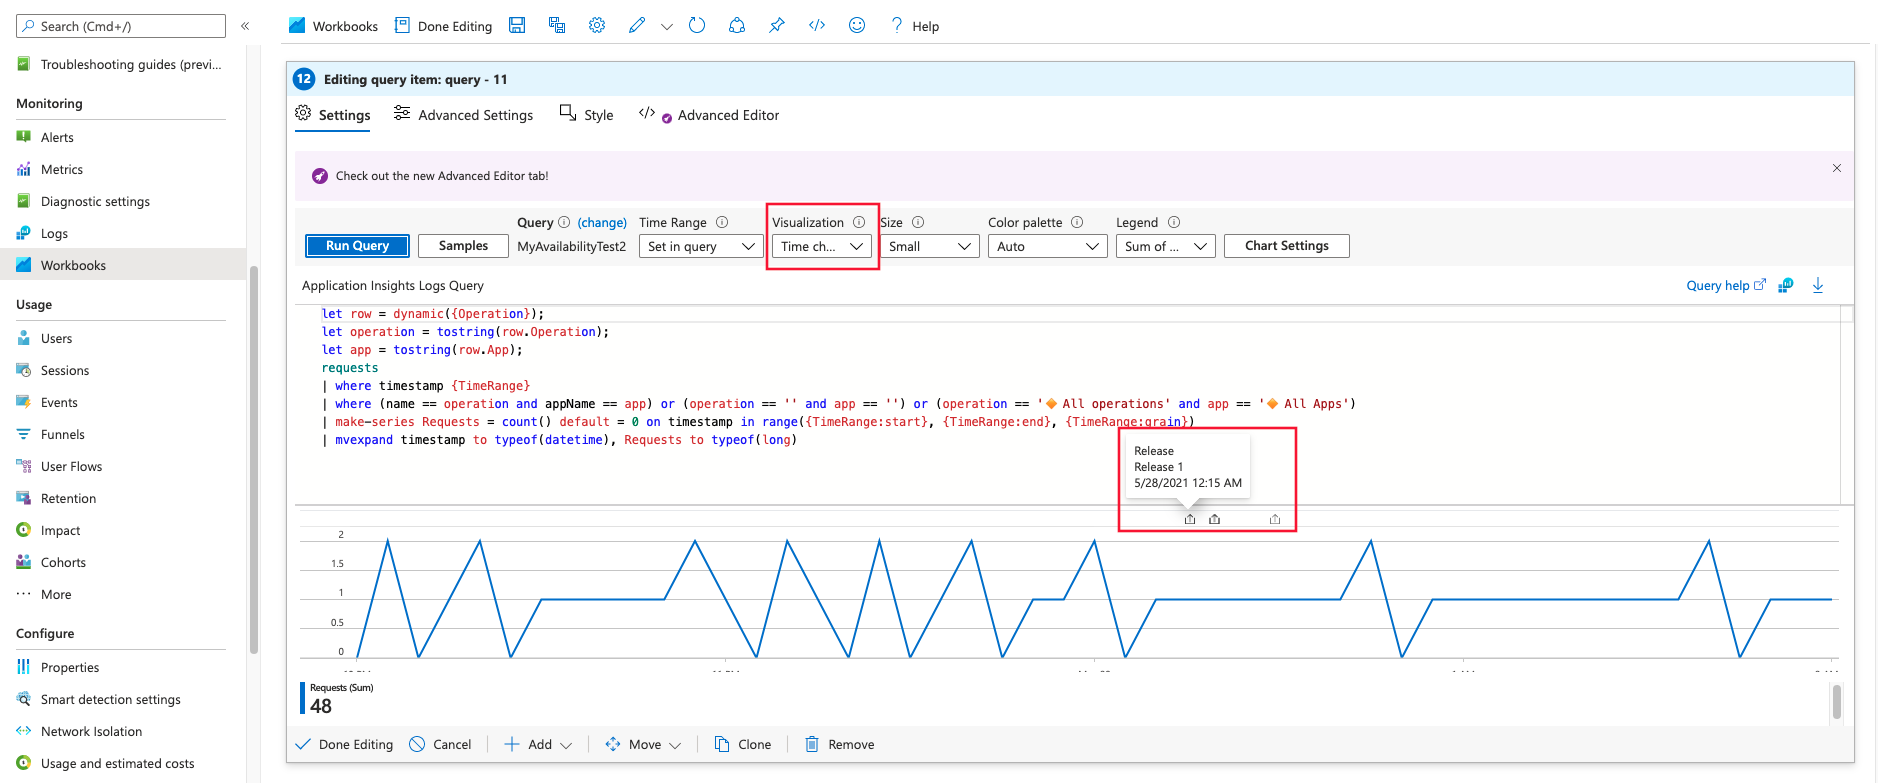 Search (Cmd+/)
«
Workbooks
Done Editing
Help
Troubleshooting guides (previ...
Monitoring
Alerts
Metrics
Diagnostic settings
Logs
Workbooks
Usage
Users
Sessions
Events
Funnels
User Flows
Retention
Impact
Cohorts
More
Configure
Properties
Smart detection settings
Network Isolation
Usage and estimated costs
12 Editing query item: query - 11
Settings
Advanced Settings
Style
Advanced Editor
Check out the new Advanced Editor tab!
Query (change) Time Range Visualization Size Color palette Legend
Run Query Samples MyAvailabilityTest2 Set in query Time ch... Small Auto Sum of ... Chart Settings
Application Insights Logs Query
Query help
let row = dynamic({Operation});
let operation = tostring(row.Operation);
let app = tostring(row.App);
requests
| where timestamp {TimeRange}
| where (name == operation and appName == app) or (operation == '' and app == '') or (operation == '🔸 All operations' and app == '🔸 All Apps')
| make-series Requests = count() default = 0 on timestamp in range({TimeRange:start}, {TimeRange:end}, {TimeRange:grain})
| mvexpand timestamp to typeof(datetime), Requests to typeof(long)
Release
Release 1
5/28/2021 12:15 AM
2
1.5
1
0.5
0
Requests (Sum)
48
Done Editing Cancel Add Move Clone Remove